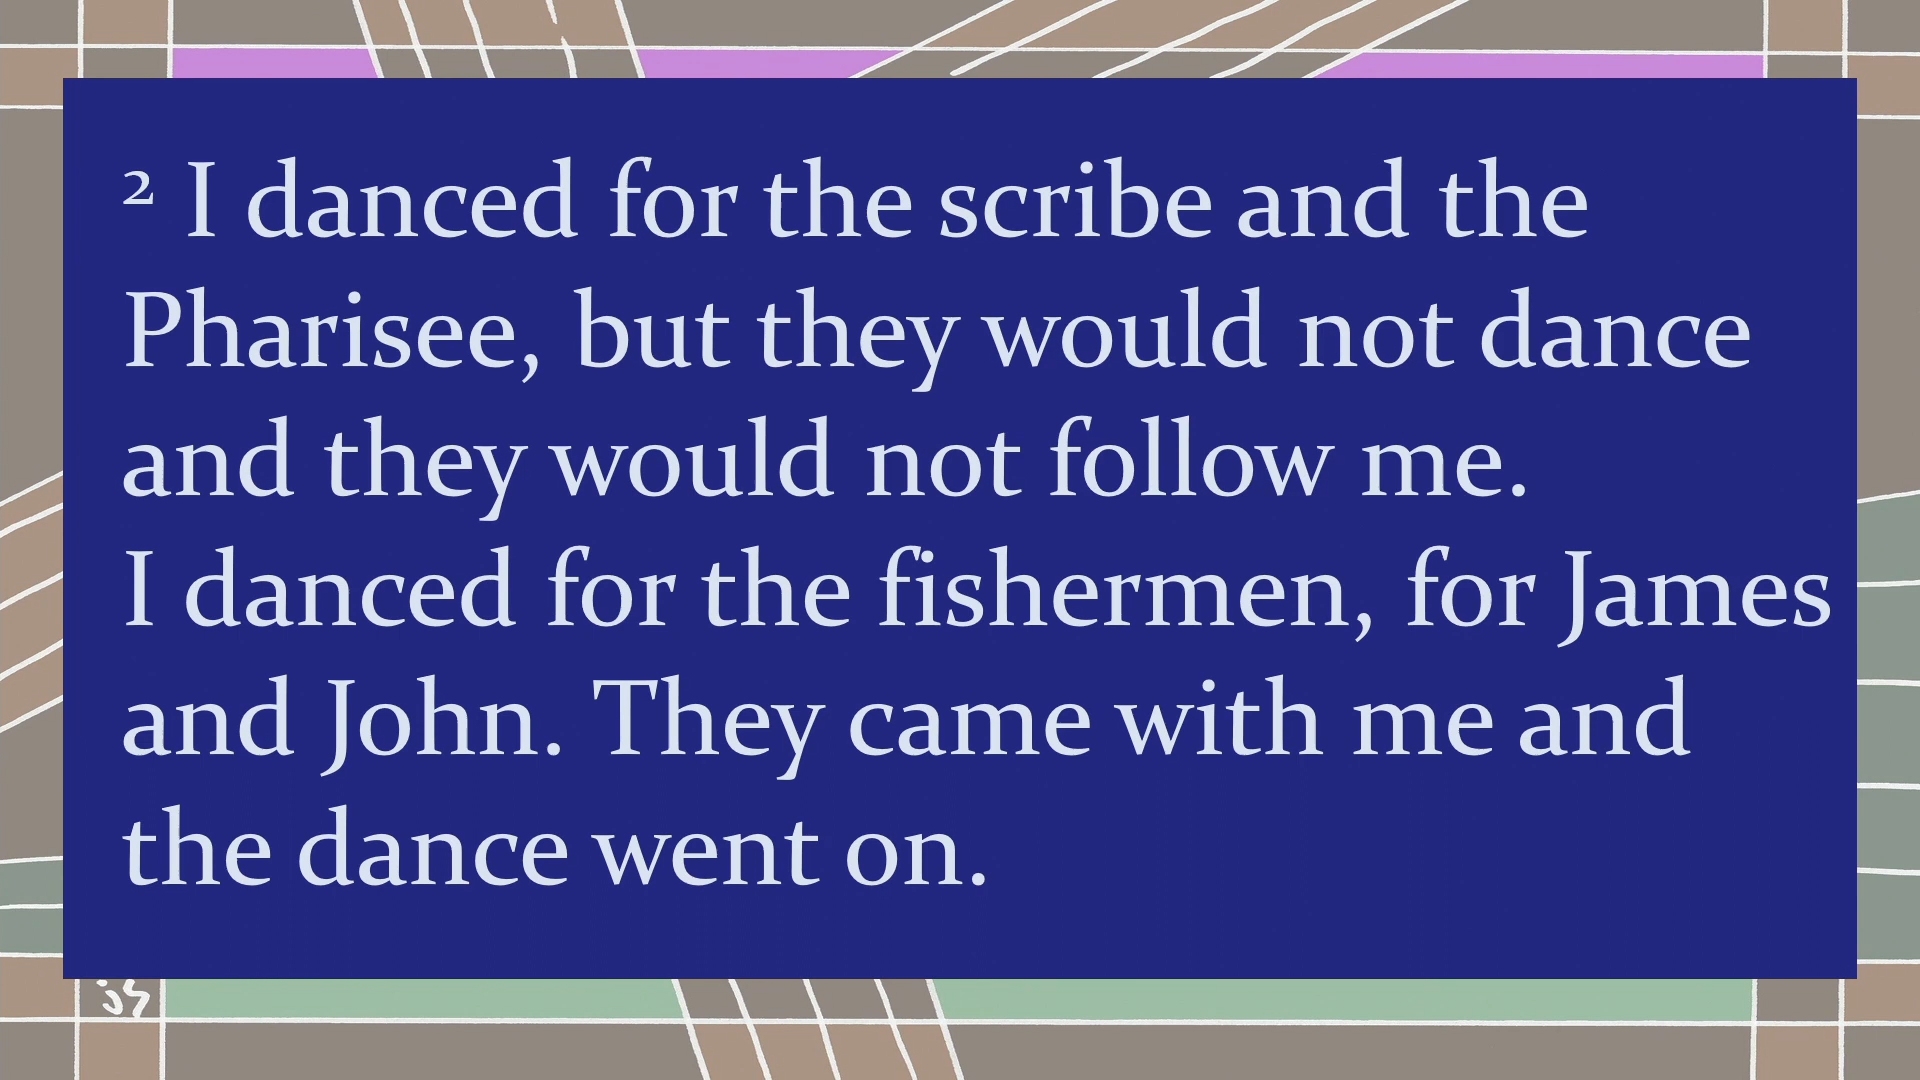 ² I danced for the scribe and the
Pharisee, but they would not dance
and they would not follow me.
I danced for the fishermen, for James
and John. They came with me and
the dance went on.